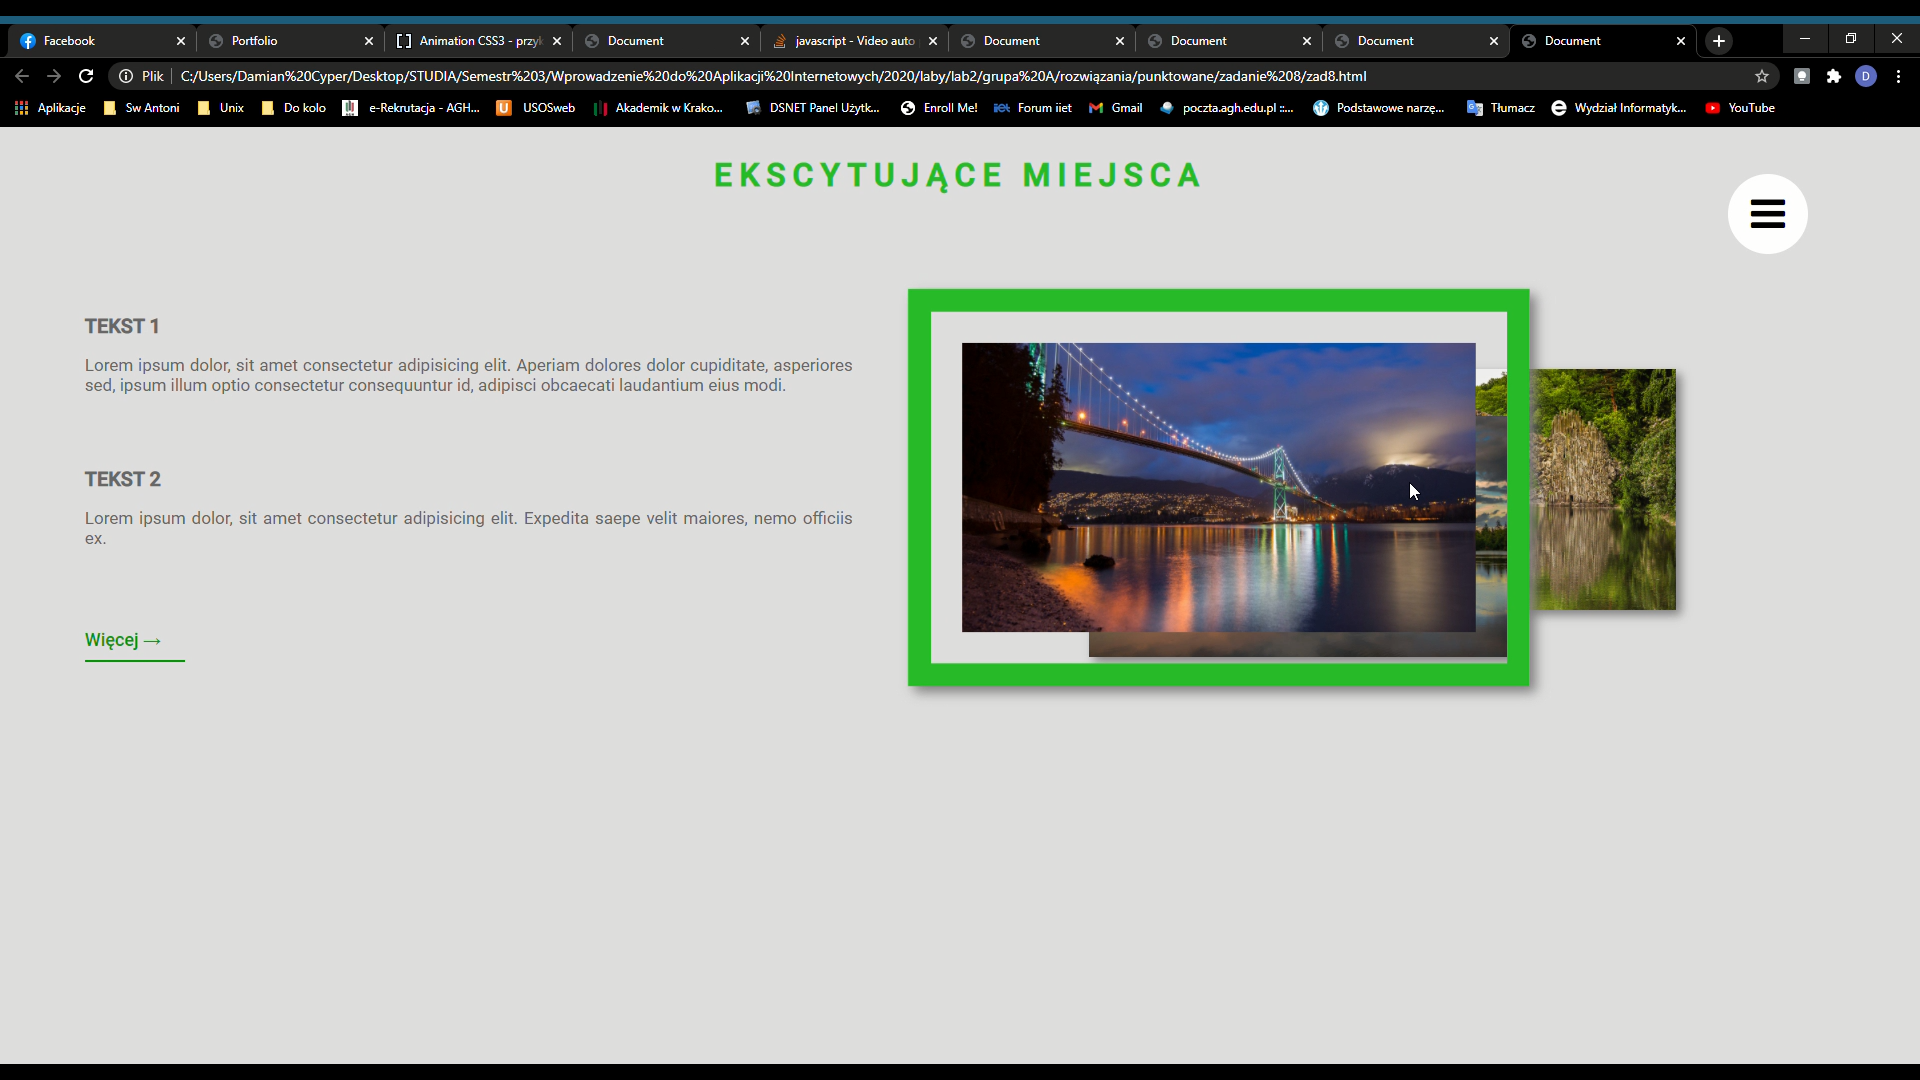 Facebook
Portfolio
Animation CSS3 - przyk
Document
javascript - Video auto
Document
Document
Document
Document
Plik
C:/Users/Damian%20Cyper/Desktop/STUDIA/Semestr%203/Wprowadzenie%20do%20Aplikacji%20Internetowych/2020/laby/lab2/grupa%20A/rozwiązania/punktowane/zadanie%208/zad8.html
D
Aplikacje
Sw Antoni
Unix
Do kolo
e-Rekrutacja - AGH...
USOSweb
Akademik w Krako...
DSNET Panel Użytk...
Enroll Me!
Forum iiet
Gmail
poczta.agh.edu.pl ::...
Podstawowe narzę...
Tłumacz
Wydział Informatyk...
YouTube
EKSCYTUJĄCE MIEJSCA
TEKST 1
Lorem ipsum dolor, sit amet consectetur adipisicing elit. Aperiam dolores dolor cupiditate, asperiores
sed, ipsum illum optio consectetur consequuntur id, adipisci obcaecati laudantium eius modi.
TEKST 2
Lorem ipsum dolor, sit amet consectetur adipisicing elit. Expedita saepe velit maiores, nemo officiis
ex.
Więcej →